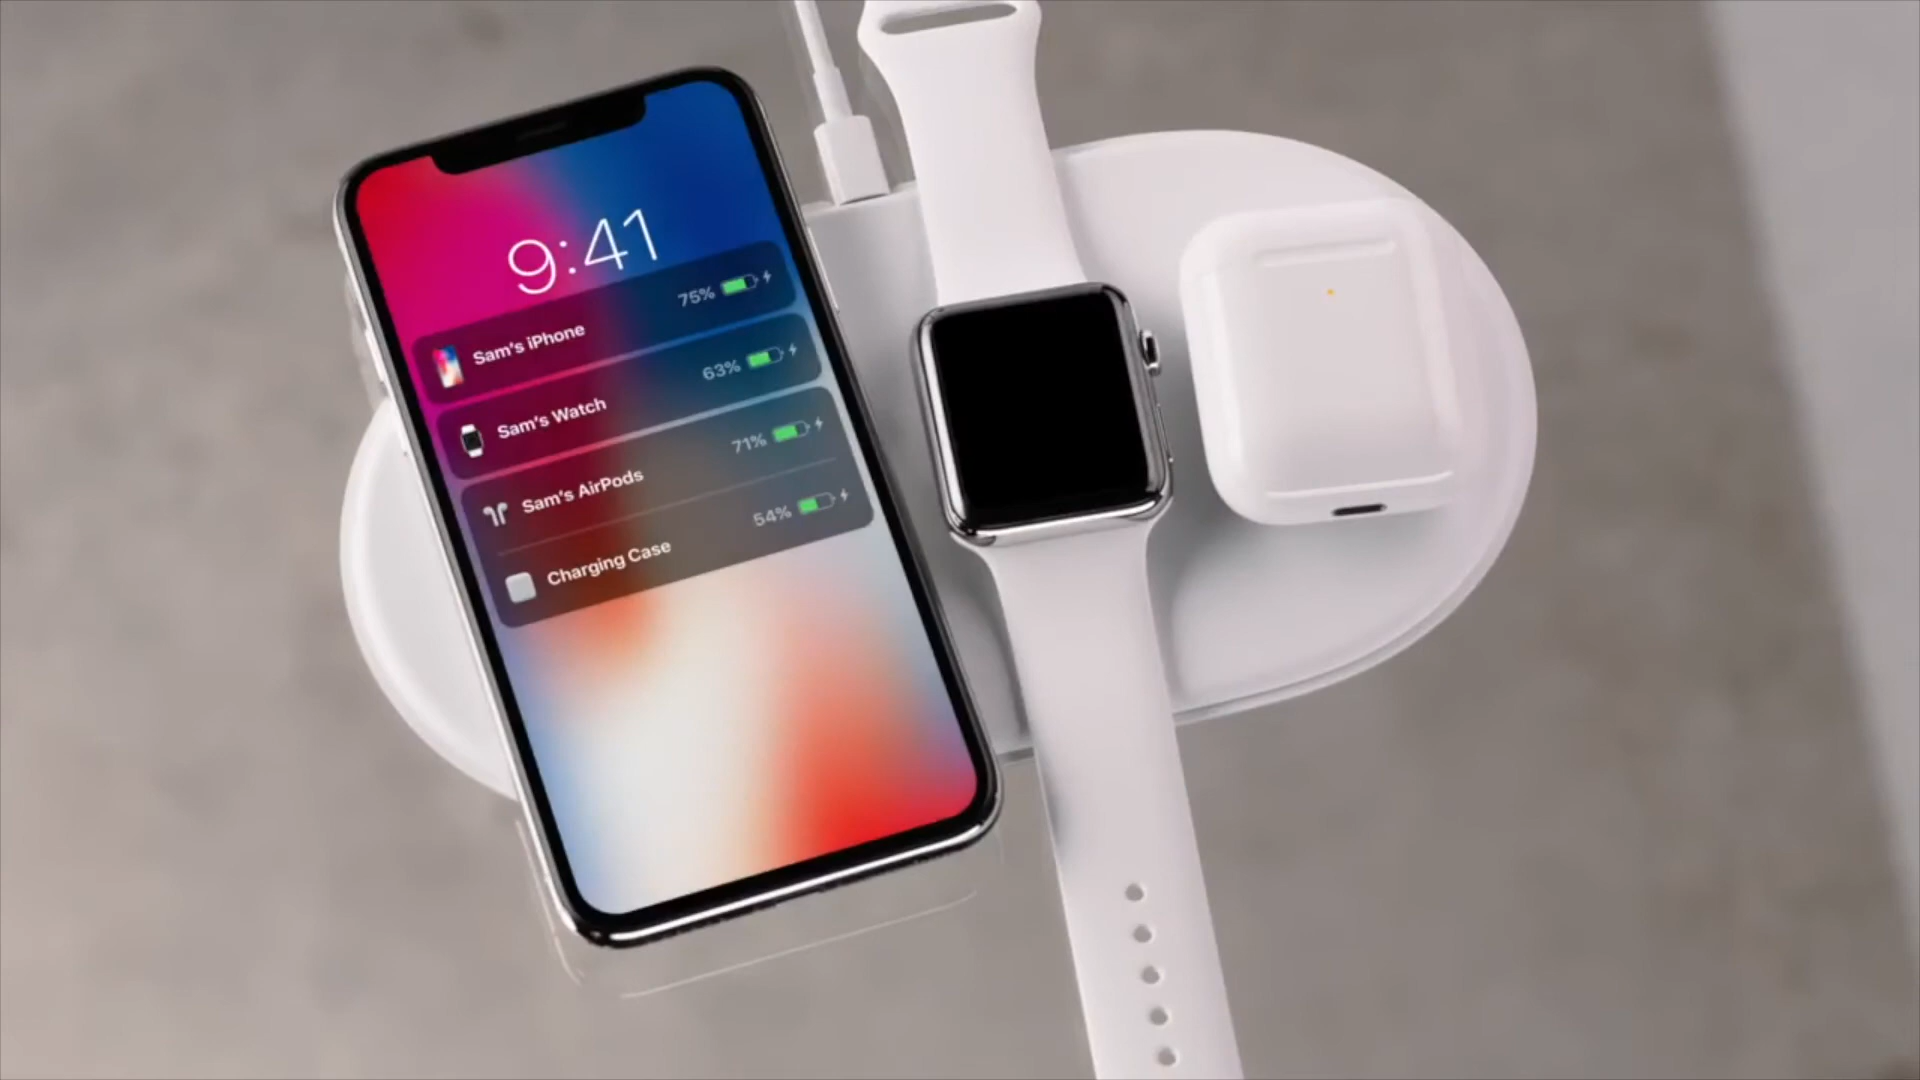 9:41
Sam's iPhone 75%
Sam's Watch 63%
Sam's AirPods 71%
Charging Case 54%